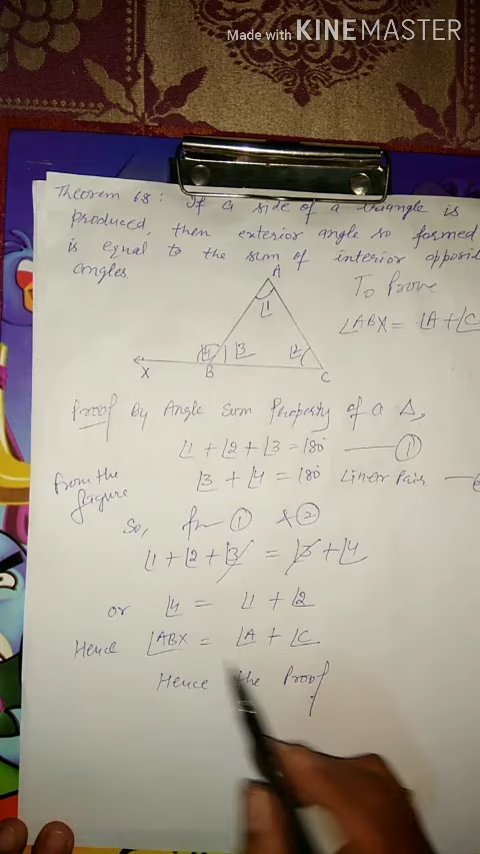 Made with KINEMASTER
Theorem 6.8 : If a side of a triangle is
produced, then exterior angle so formed
is equal to the sum of interior opposi
angles
A
To Prove
∠ABX = ∠A + ∠C
∠1
∠4 ∠3 ∠2
X B C
Proof By Angle Sum Property of a Δ,
∠1 + ∠2 + ∠3 = 180° — ①
From the figure
∠3 + ∠4 = 180° Linear Pair —
So, from ① & ②
∠1 + ∠2 + ∠3 = ∠3 + ∠4
or ∠4 = ∠1 + ∠2
Hence ∠ABX = ∠A + ∠C
Hence the Proof